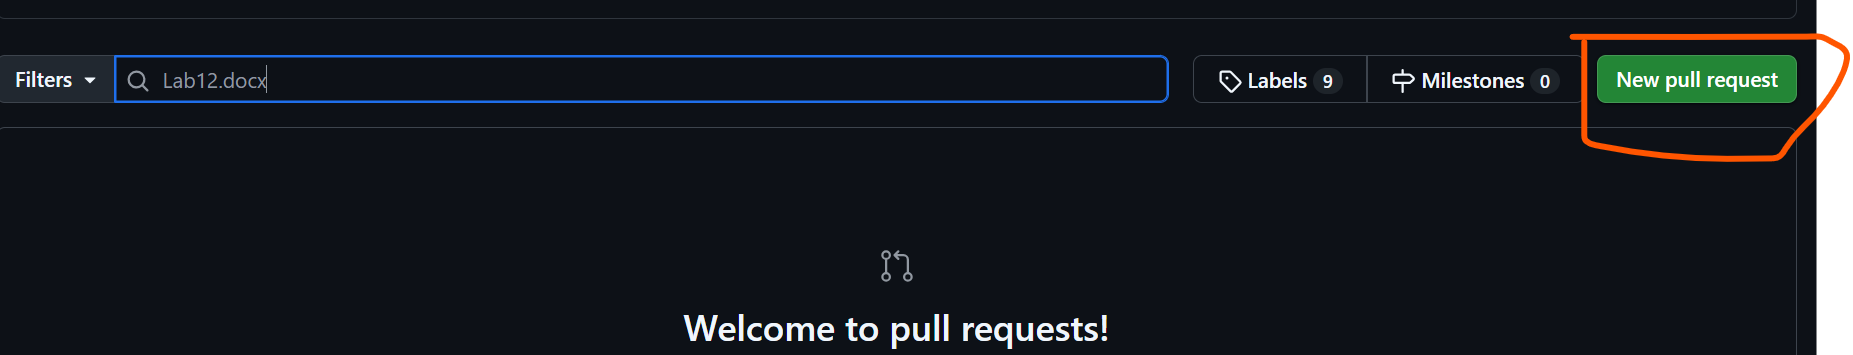 Filters
Lab12.docx
Labels 9
Milestones 0
New pull request
Welcome to pull requests!